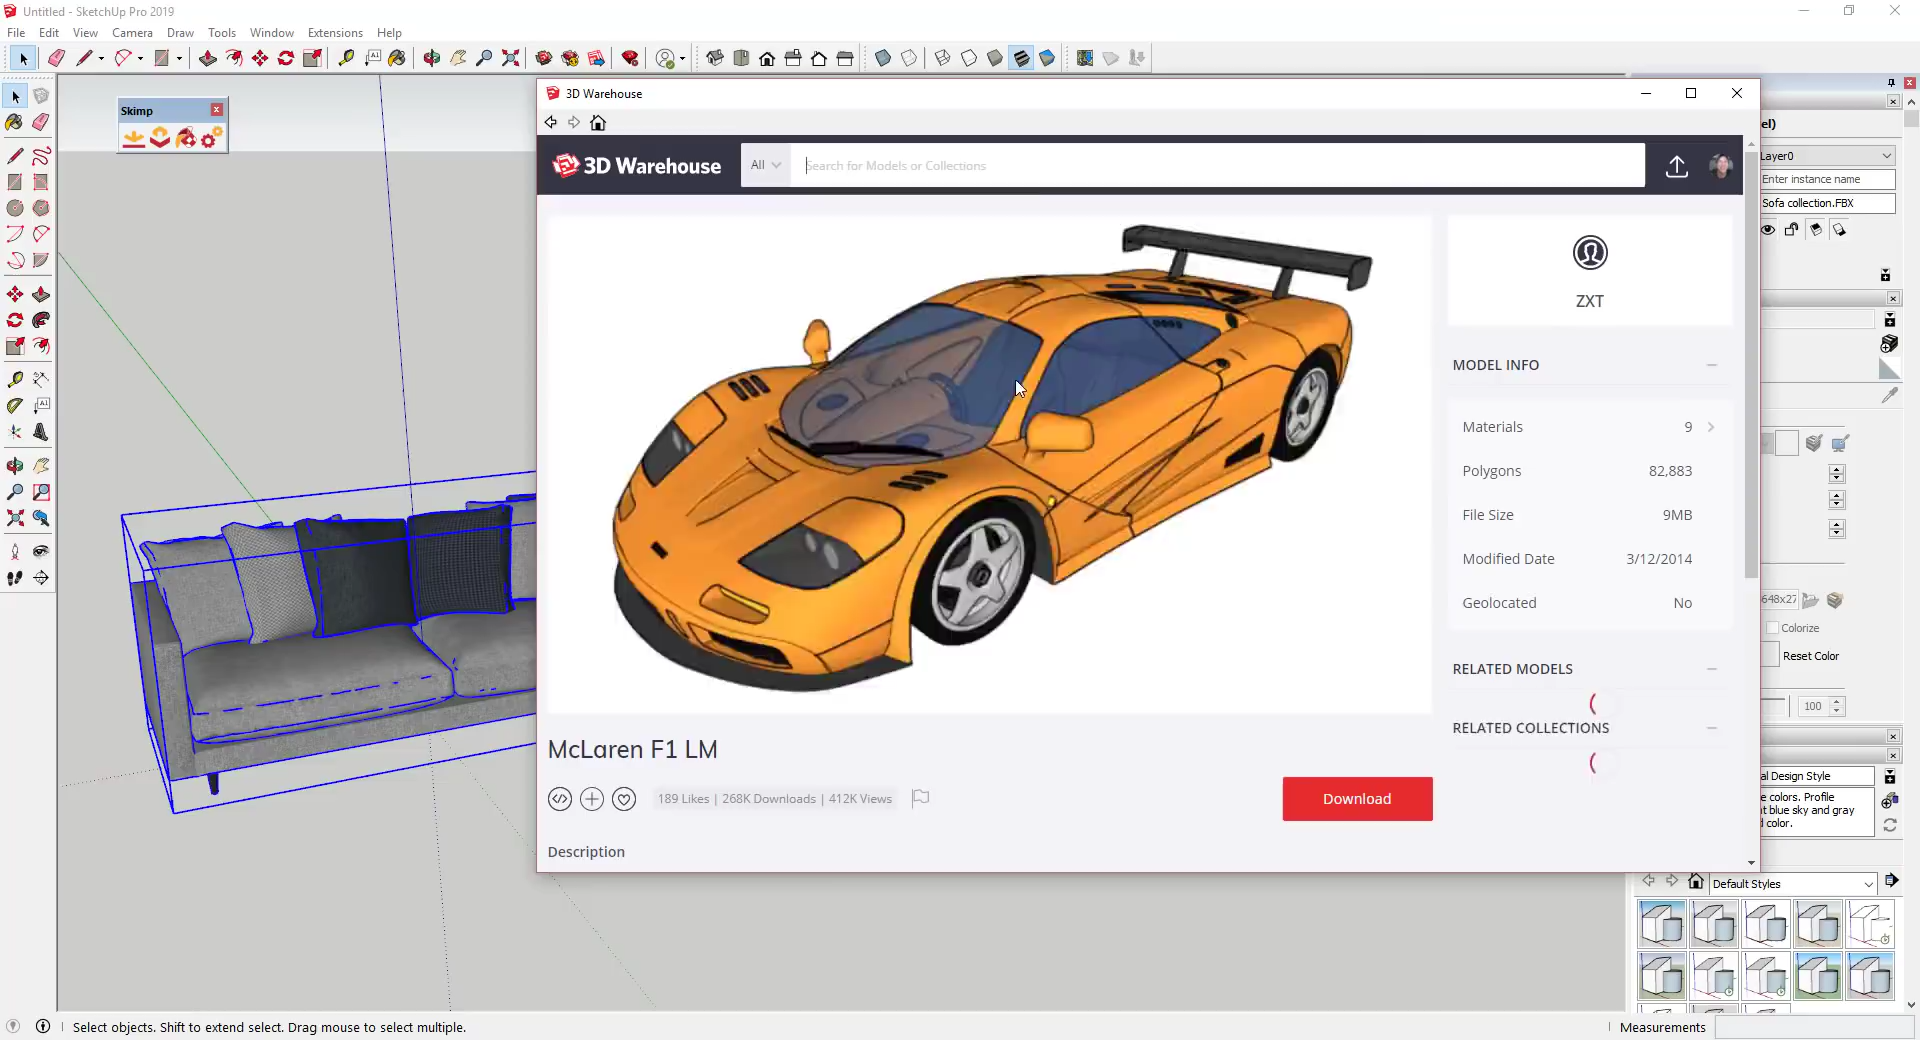 Untitled - SketchUp Pro 2019
File Edit View Camera Draw Tools Window Extensions Help
Skimp
3D Warehouse
3D Warehouse All Search for Models or Collections
ZXT
MODEL INFO
Materials 9
Polygons 82,883
File Size 9MB
Modified Date 3/12/2014
Geolocated No
RELATED MODELS
RELATED COLLECTIONS
McLaren F1 LM
189 Likes | 268K Downloads | 412K Views
Download
Description
el)
Layer0
Enter instance name
Sofa collection.FBX
648x27
Colorize
Reset Color
100
al Design Style
e colors. Profile
t blue sky and gray
d color.
Default Styles
Select objects. Shift to extend select. Drag mouse to select multiple.
Measurements